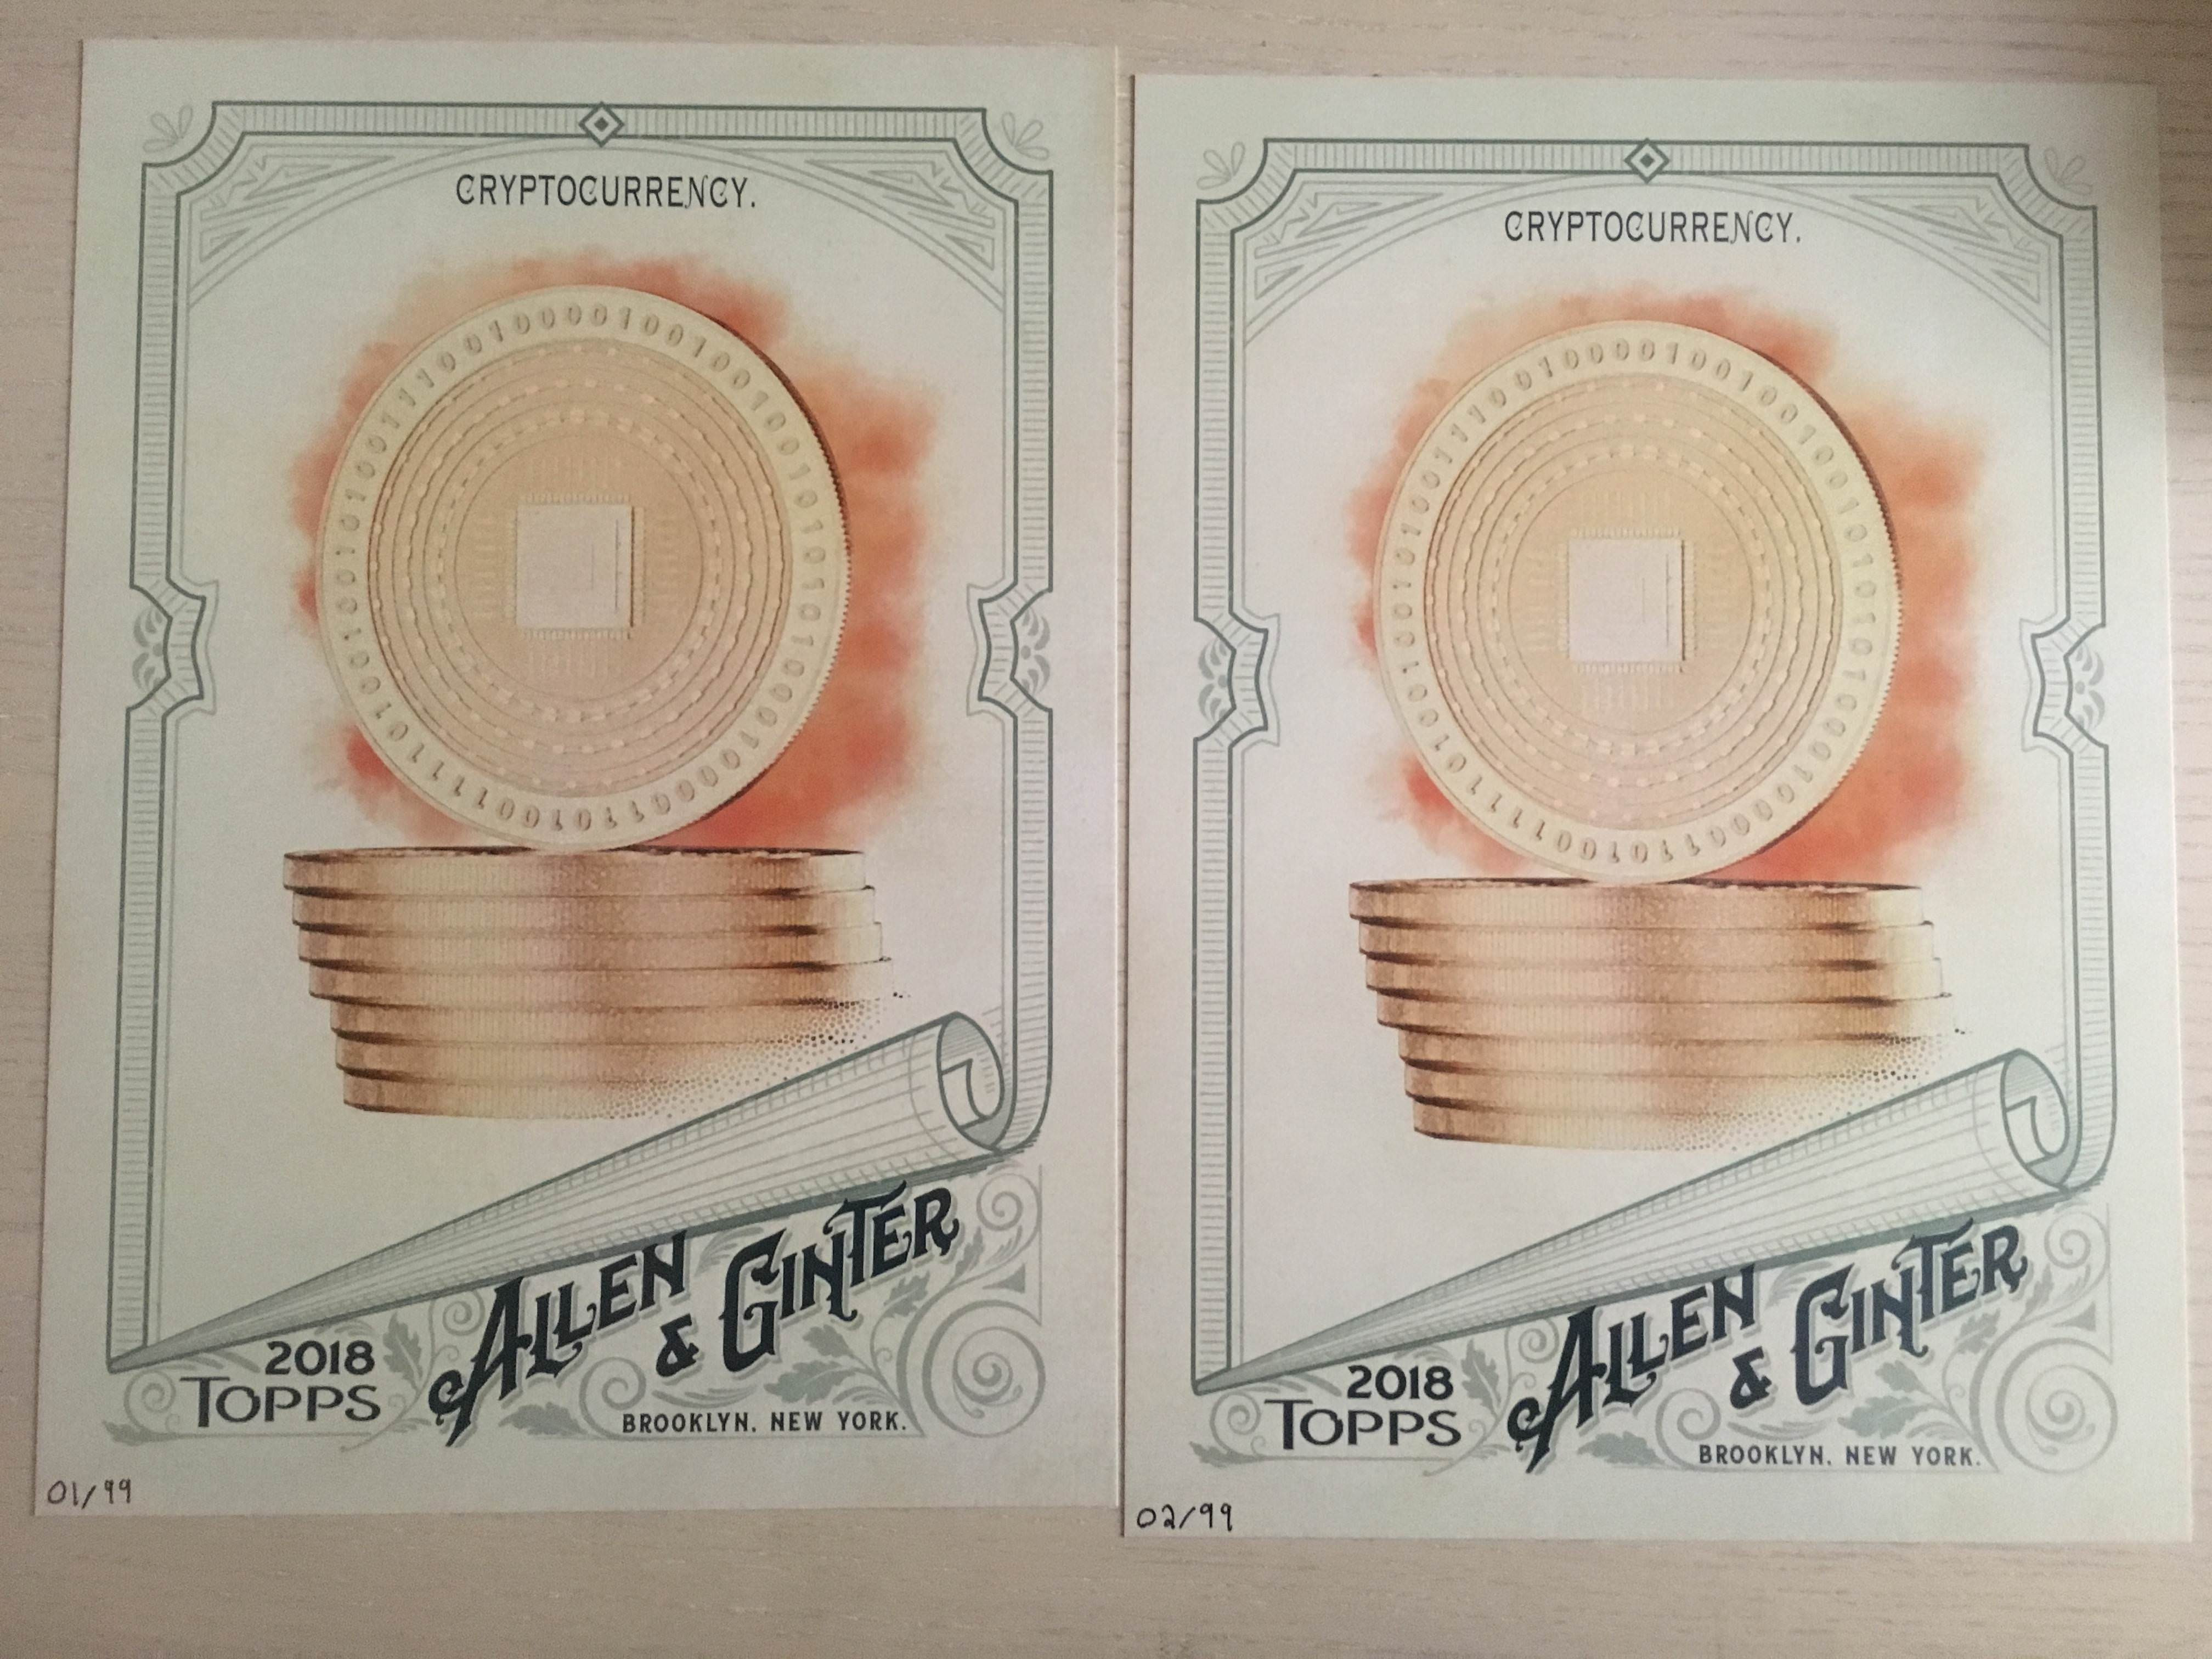 CRYPTOCURRENCY.
ALLEN
& GINTER
2018
TOPPS
BROOKLYN, NEW YORK.
01/99
CRYPTOCURRENCY.
ALLEN
& GINTER
2018
TOPPS
BROOKLYN, NEW YORK.
02/99